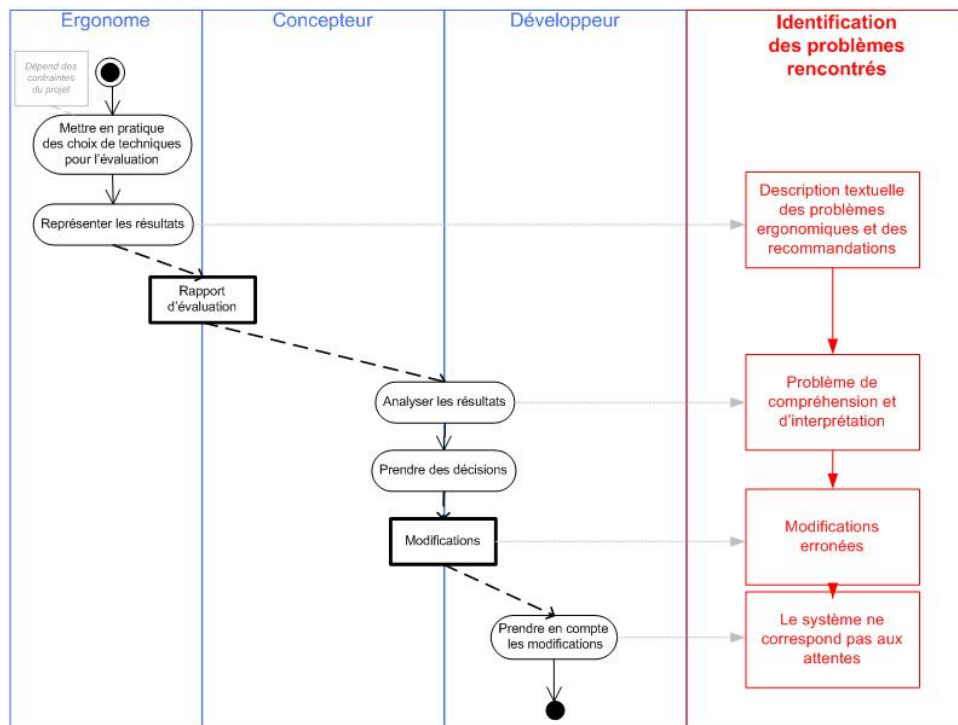 Ergonome
Concepteur
Développeur
Identification
des problèmes
rencontrés
Dépend des
contraintes
du projet
Mettre en pratique
des choix de techniques
pour l'évaluation
Représenter les résultats
Description textuelle
des problèmes
ergonomiques et des
recommandations
Rapport
d'évaluation
Analyser les résultats
Problème de
compréhension et
d'interprétation
Prendre des décisions
Modifications
Modifications
erronées
Prendre en compte
les modifications
Le système ne
correspond pas aux
attentes